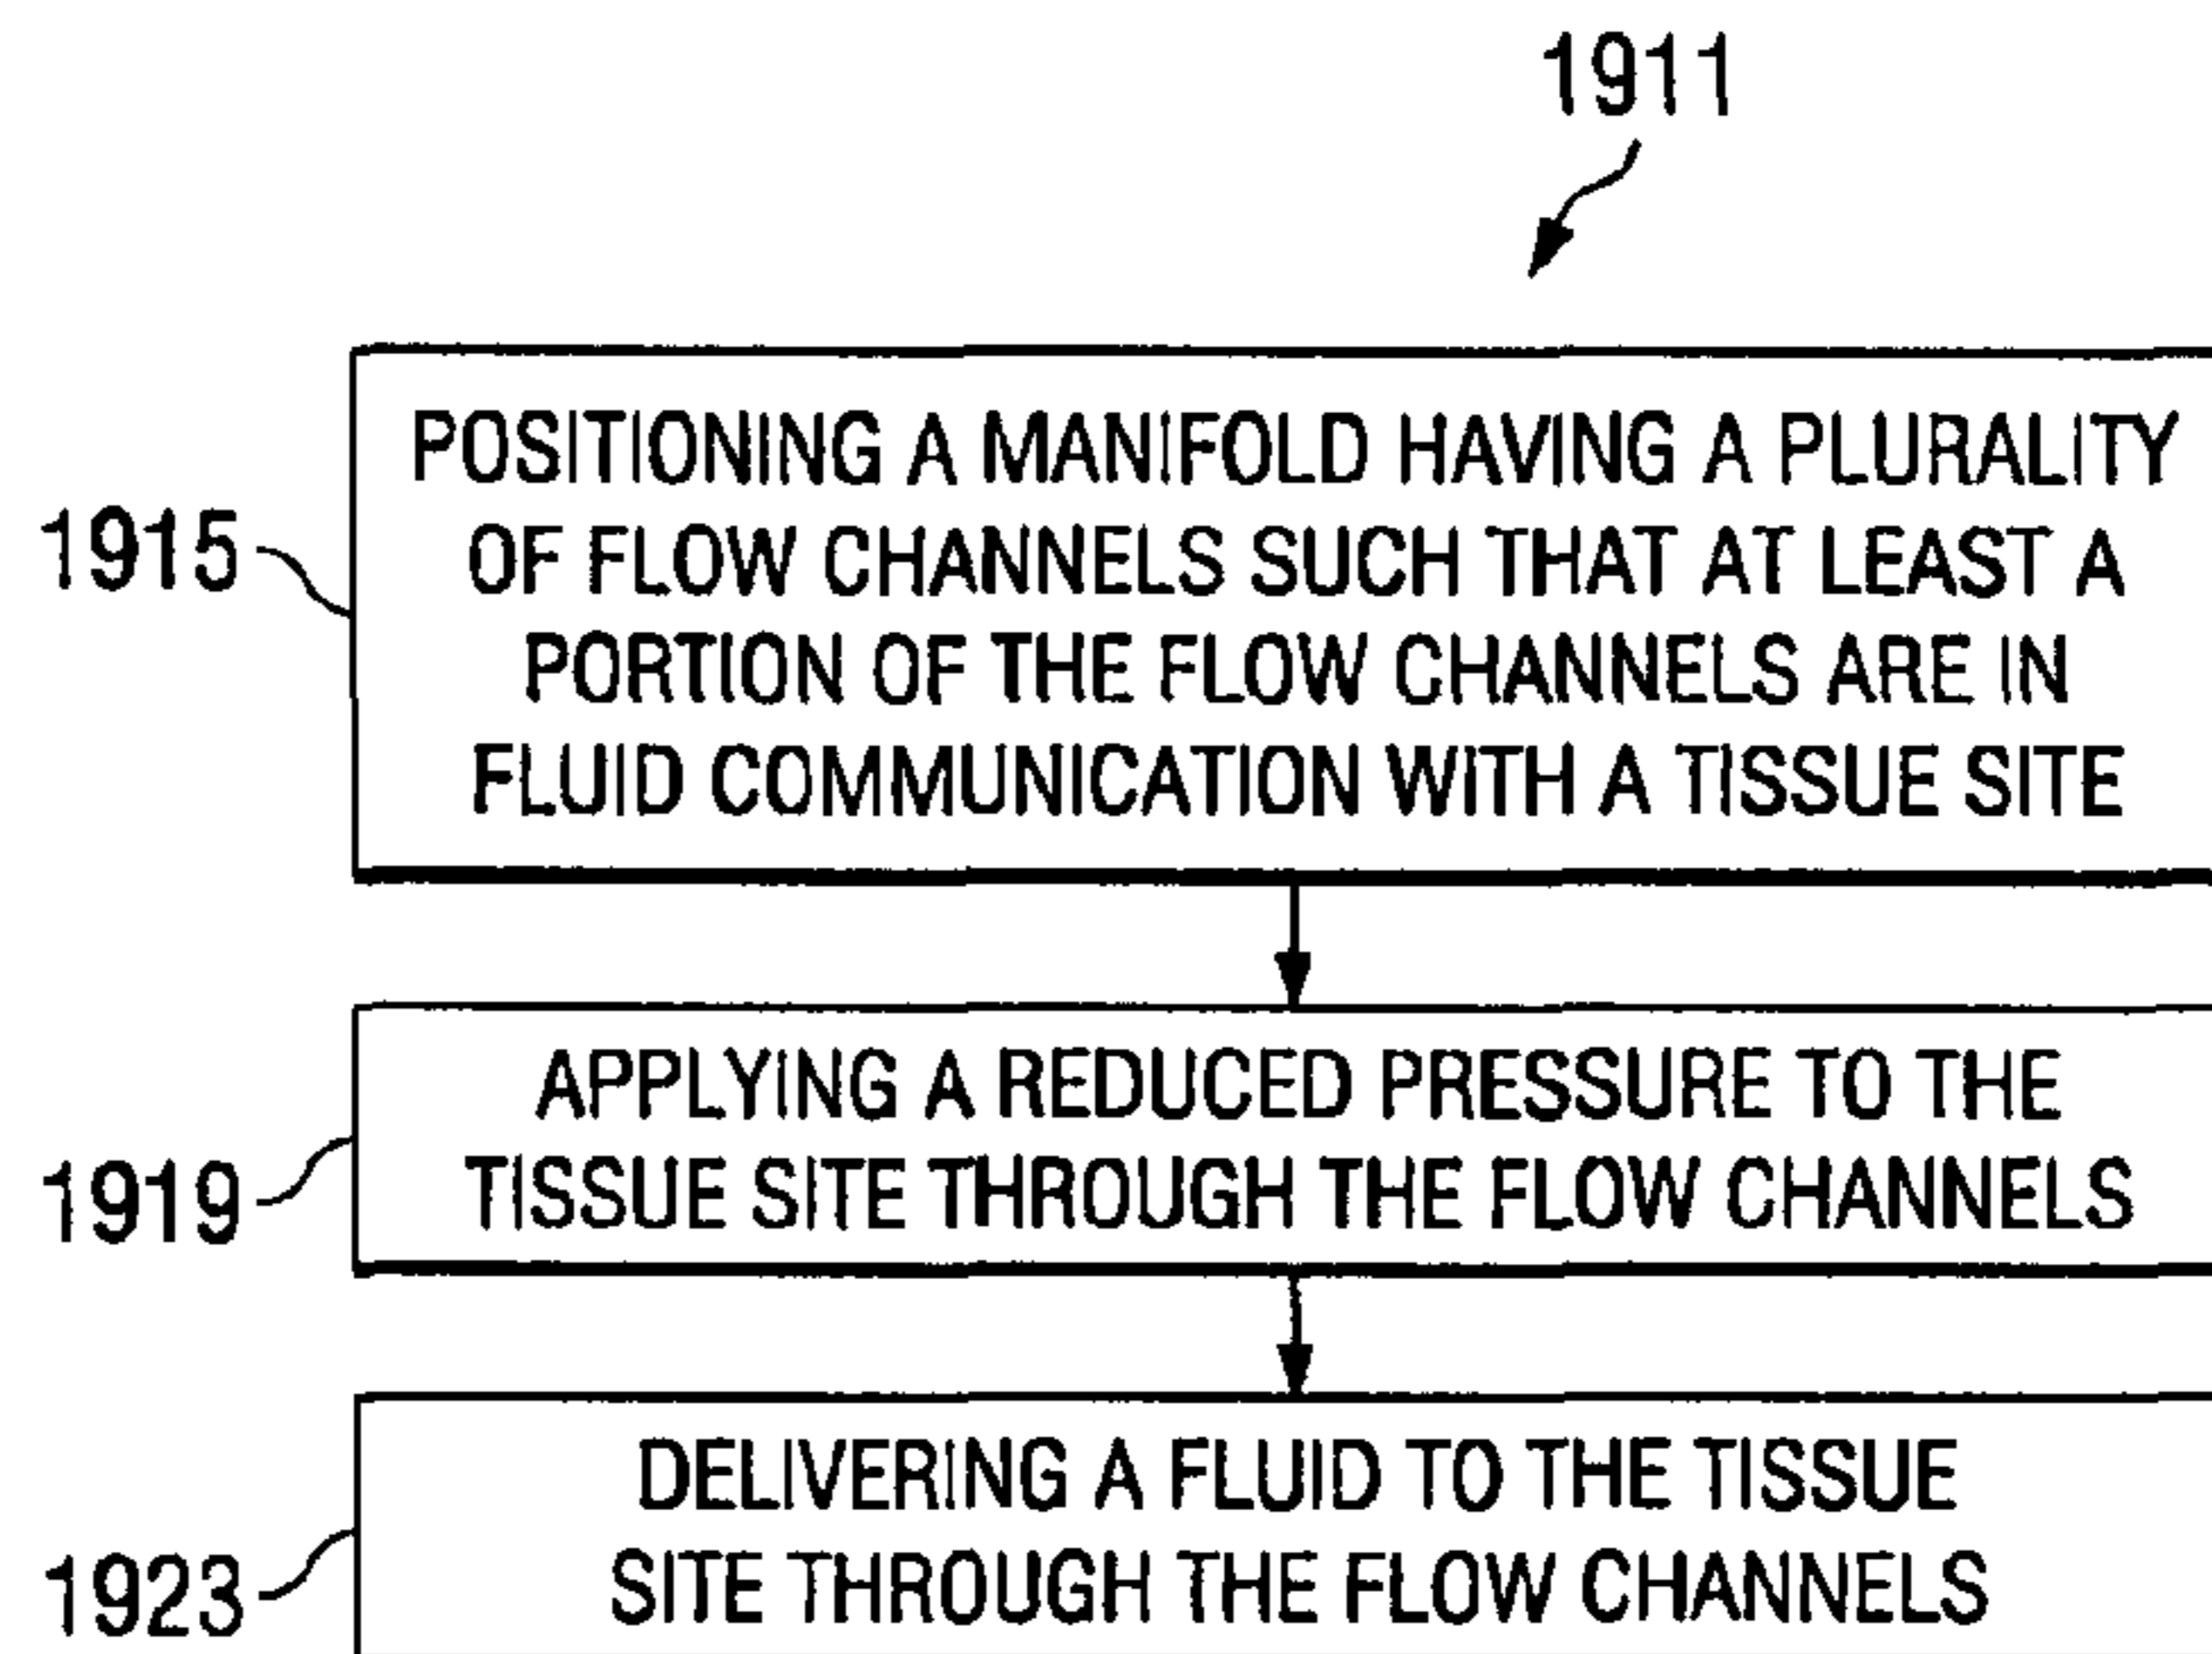 1911
1915
POSITIONING A MANIFOLD HAVING A PLURALITY
OF FLOW CHANNELS SUCH THAT AT LEAST A
PORTION OF THE FLOW CHANNELS ARE IN
FLUID COMMUNICATION WITH A TISSUE SITE
1919
APPLYING A REDUCED PRESSURE TO THE
TISSUE SITE THROUGH THE FLOW CHANNELS
1923
DELIVERING A FLUID TO THE TISSUE
SITE THROUGH THE FLOW CHANNELS